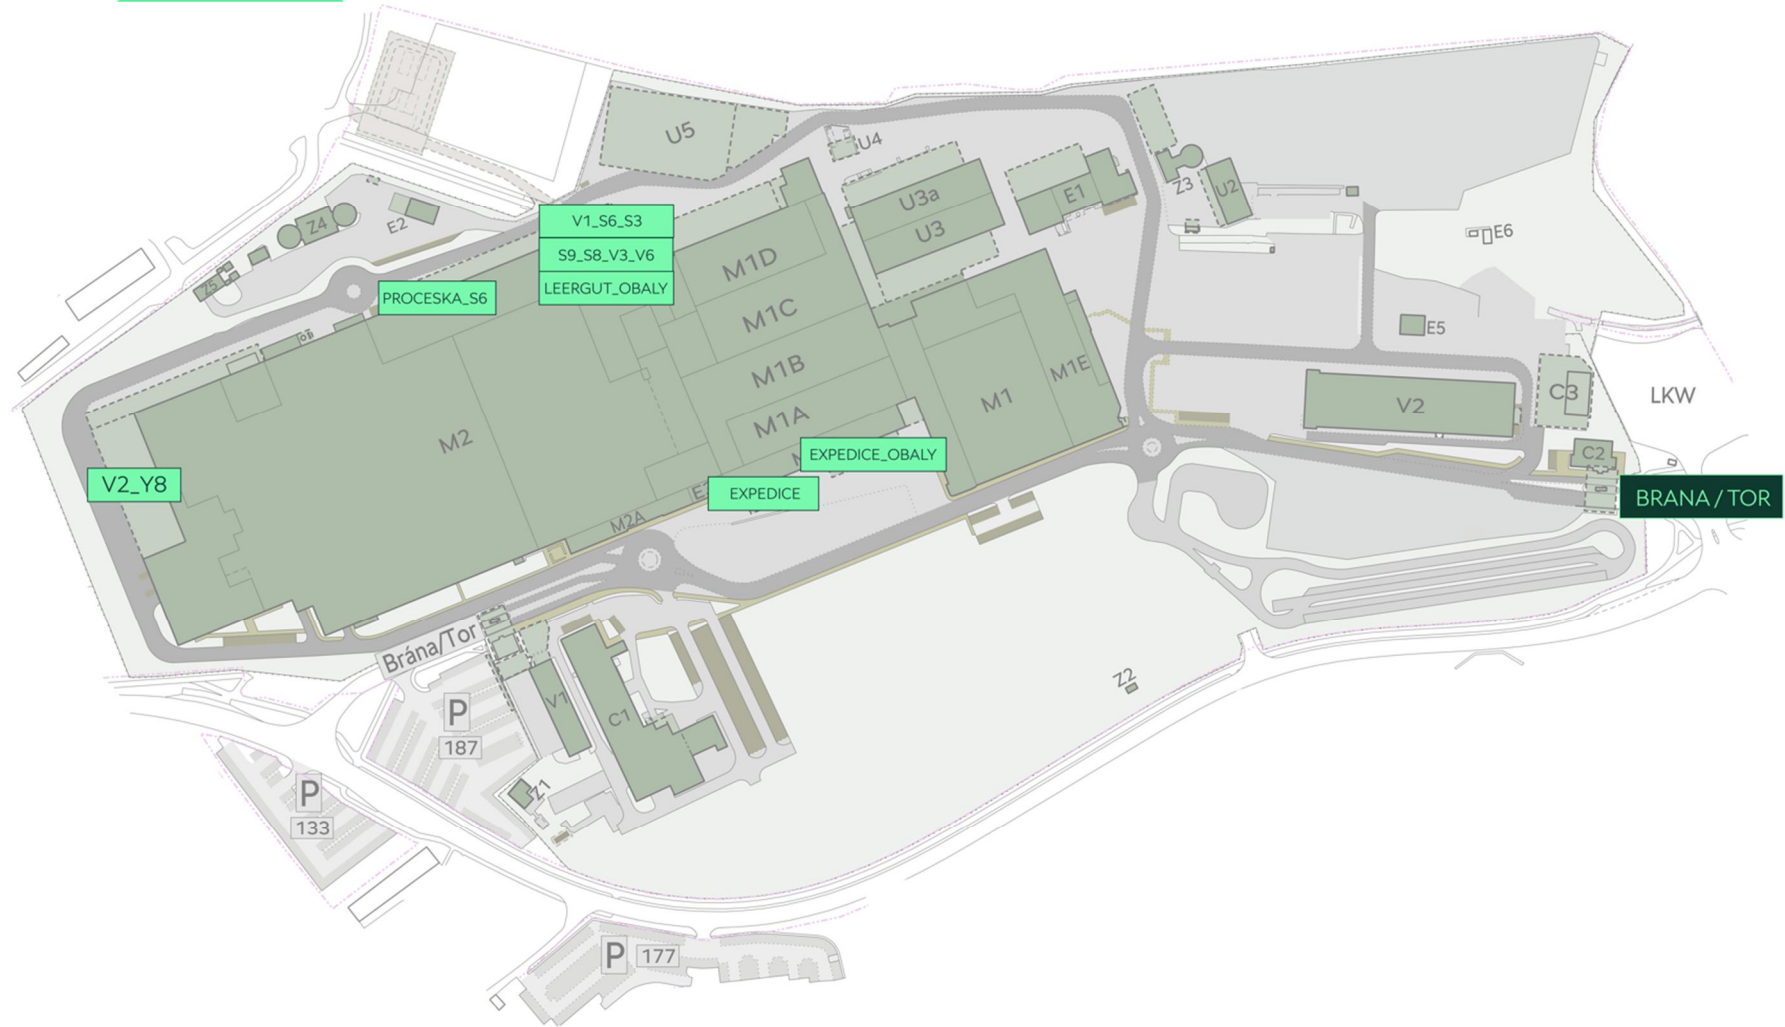 U5
U4
Z3
U2
U3a
U3
E1
Z4
E2
Z5
V1_S6_S3
S9_S8_V3_V6
LEERGUT_OBALY
PROCESKA_S6
E6
E5
M1D
M1C
M1B
M1A
M1
M1E
C3
LKW
V2
M2
EXPEDICE_OBALY
C2
V2_Y8
EXPEDICE
BRANA / TOR
M2A
Brána/Tor
Z2
V1
C1
P
187
Z1
P
133
P
177